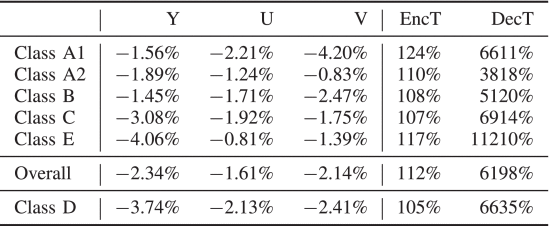 Y U V EncT DecT
Class A1 −1.56% −2.21% −4.20% 124% 6611%
Class A2 −1.89% −1.24% −0.83% 110% 3818%
Class B −1.45% −1.71% −2.47% 108% 5120%
Class C −3.08% −1.92% −1.75% 107% 6914%
Class E −4.06% −0.81% −1.39% 117% 11210%
Overall −2.34% −1.61% −2.14% 112% 6198%
Class D −3.74% −2.13% −2.41% 105% 6635%